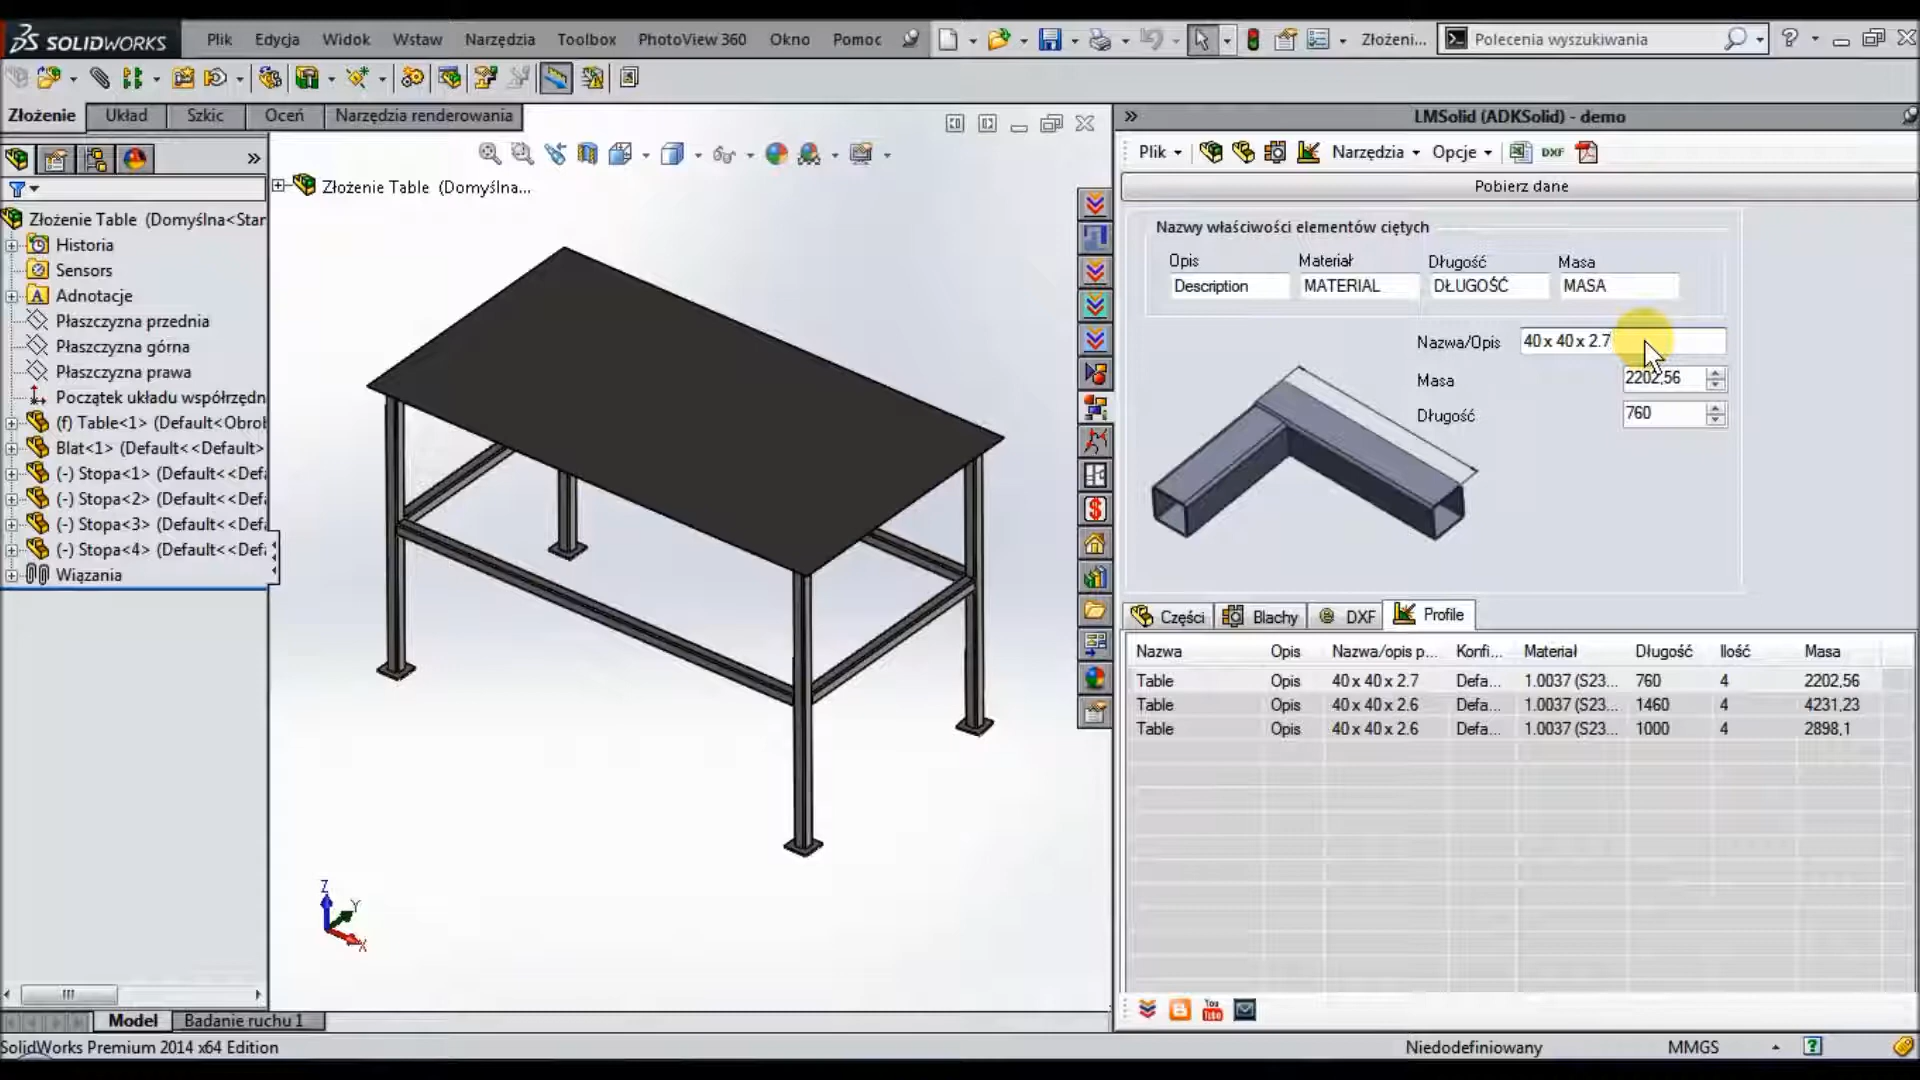 SOLIDWORKS Plik Edycja Widok Wstaw Narzędzia Toolbox PhotoView 360 Okno Pomoc Złożeni... Polecenia wyszukiwania
Złożenie Układ Szkic Oceń Narzędzia renderowania
LMSolid (ADKSolid) - demo
Plik Narzędzia Opcje DXF
Pobierz dane
Złożenie Table (Domyślna...
Złożenie Table (Domyślna<Star
Historia
Sensors
Adnotacje
Płaszczyzna przednia
Płaszczyzna górna
Płaszczyzna prawa
Początek układu współrzędn
(f) Table<1> (Default<Obrol
Blat<1> (Default<<Default>
(-) Stopa<1> (Default<<Defa
(-) Stopa<2> (Default<<Defa
(-) Stopa<3> (Default<<Defa
(-) Stopa<4> (Default<<Defa
Wiązania
Z
Y
X
Nazwy właściwości elementów ciętych
Opis Materiał Długość Masa
Description MATERIAL DŁUGOŚĆ MASA
Nazwa/Opis 40 x 40 x 2.7
Masa 2202,56
Długość 760
Części Blachy DXF Profile
Nazwa Opis Nazwa/opis p... Konfi... Materiał Długość Ilość Masa
Table Opis 40 x 40 x 2.7 Defa... 1.0037 (S23... 760 4 2202,56
Table Opis 40 x 40 x 2.6 Defa... 1.0037 (S23... 1460 4 4231,23
Table Opis 40 x 40 x 2.6 Defa... 1.0037 (S23... 1000 4 2898,1
You
Model Badanie ruchu 1
SolidWorks Premium 2014 x64 Edition Niedodefiniowany MMGS